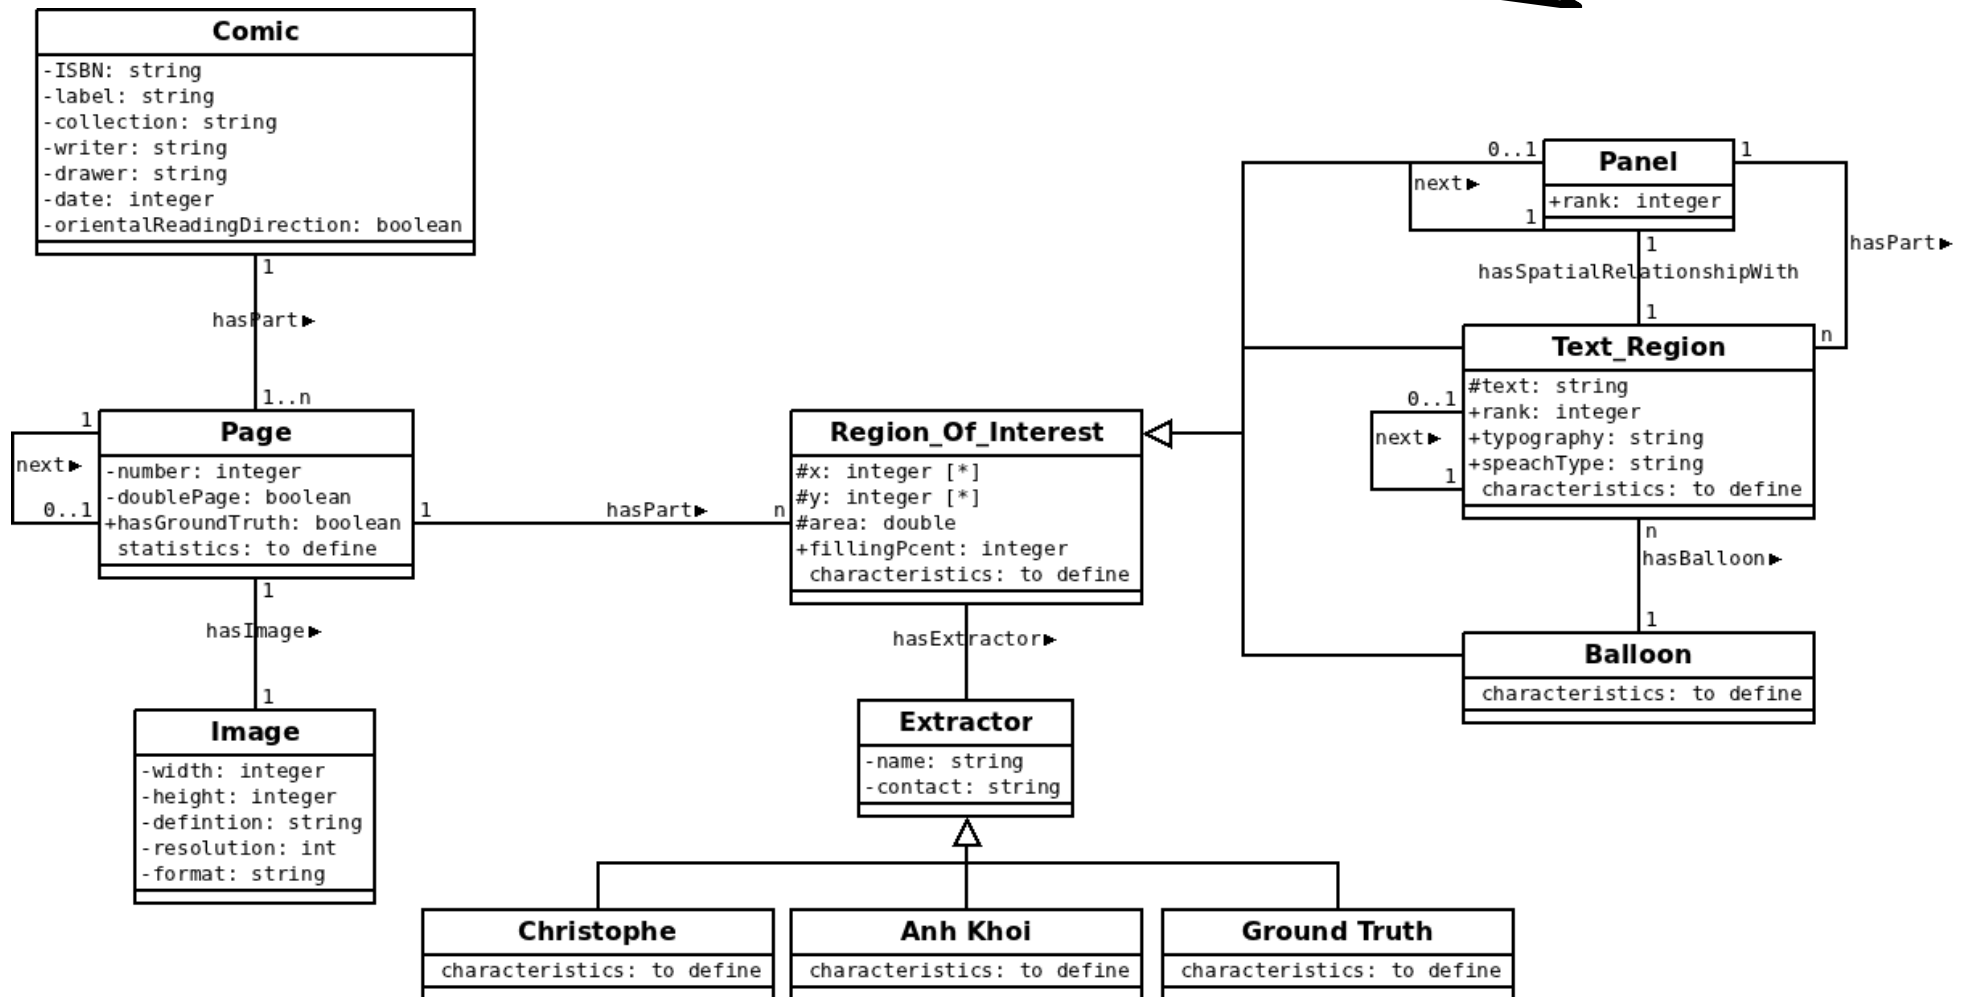 Comic
-ISBN: string
-label: string
-collection: string
-writer: string
-drawer: string
-date: integer
-orientalReadingDirection: boolean
1
hasPart►
1..n
1
next►
0..1
Page
-number: integer
-doublePage: boolean
+hasGroundTruth: boolean
statistics: to define
1
hasImage►
1
Image
-width: integer
-height: integer
-defintion: string
-resolution: int
-format: string
1
hasPart►
n
Region_Of_Interest
#x: integer [*]
#y: integer [*]
#area: double
+fillingPcent: integer
characteristics: to define
hasExtractor►
Extractor
-name: string
-contact: string
Christophe
characteristics: to define
Anh Khoi
characteristics: to define
Ground Truth
characteristics: to define
0..1
next►
1
Panel
+rank: integer
1
hasPart►
n
1
hasSpatialRelationshipWith
1
Text_Region
#text: string
+rank: integer
+typography: string
+speachType: string
characteristics: to define
0..1
next►
1
n
hasBalloon►
1
Balloon
characteristics: to define